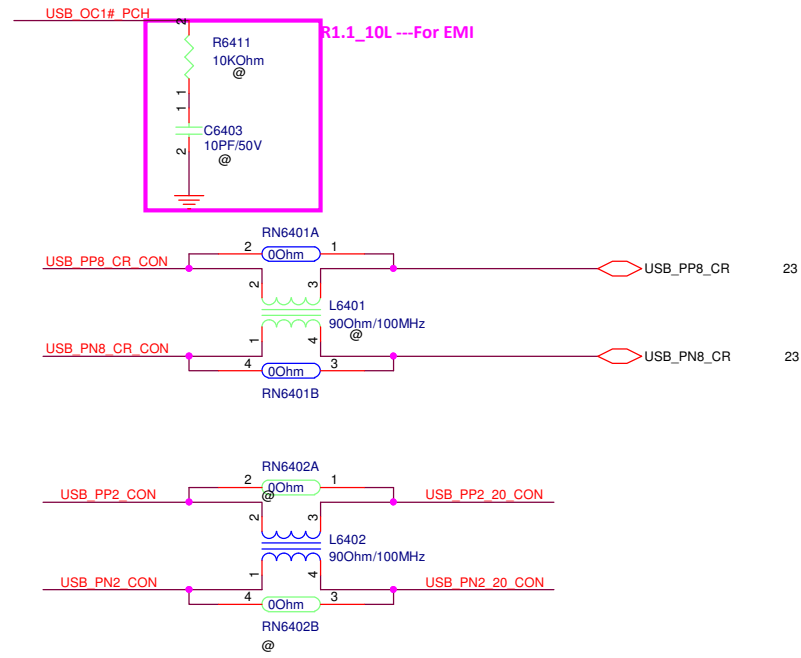 USB_OC1#_PCH
R1.1_10L ---For EMI
2
R6411
10KOhm
@
1
1
C6403
10PF/50V
@
2
RN6401A
2 0Ohm 1
USB_PP8_CR_CON
USB_PP8_CR 23
2 3
L6401
90Ohm/100MHz
@
1 4
USB_PN8_CR_CON
USB_PN8_CR 23
4 0Ohm 3
RN6401B
RN6402A
2 0Ohm 1
@
USB_PP2_CON USB_PP2_20_CON
2 3
L6402
90Ohm/100MHz
1 4
USB_PN2_CON USB_PN2_20_CON
4 0Ohm 3
RN6402B
@